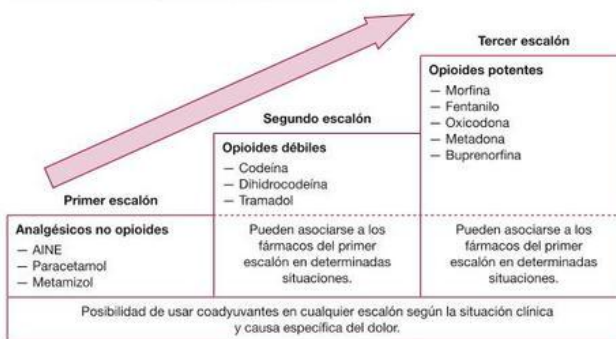 Tercer escalón
Opioides potentes
— Morfina
— Fentanilo
— Oxicodona
— Metadona
— Buprenorfina
Segundo escalón
Opioides débiles
— Codeína
— Dihidrocodeína
— Tramadol
Primer escalón
Analgésicos no opioides
— AINE
— Paracetamol
— Metamizol
Pueden asociarse a los
fármacos del primer
escalón en determinadas
situaciones.
Pueden asociarse a los
fármacos del primer
escalón en determinadas
situaciones.
Posibilidad de usar coadyuvantes en cualquier escalón según la situación clínica
y causa específica del dolor.